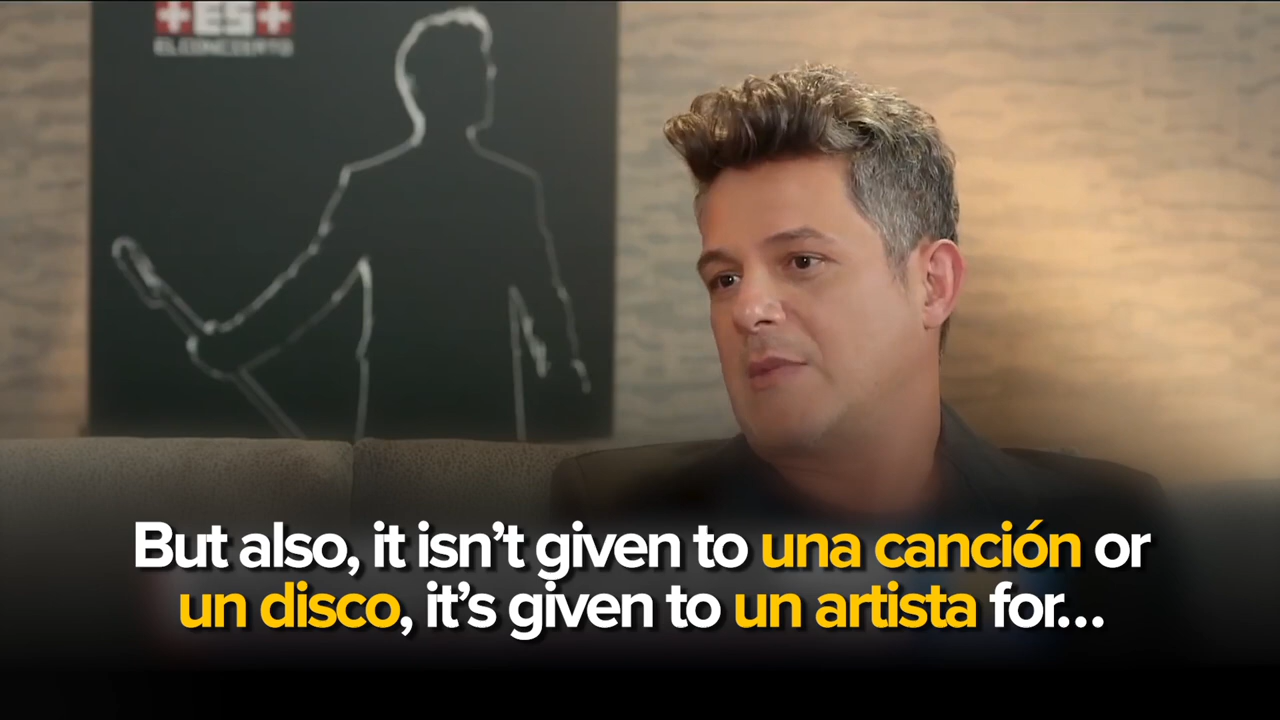 +ES+
EL CONCIERTO
But also, it isn’t given to una canción or
un disco, it’s given to un artista for...